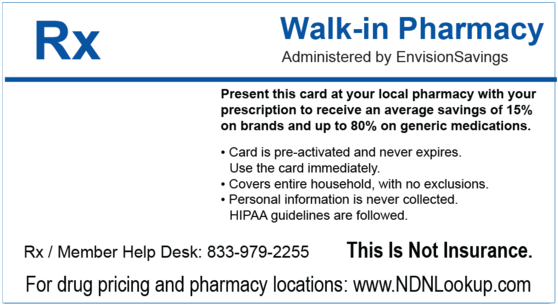 Rx
Walk-in Pharmacy
Administered by EnvisionSavings
Present this card at your local pharmacy with your
prescription to receive an average savings of 15%
on brands and up to 80% on generic medications.
• Card is pre-activated and never expires.
Use the card immediately.
• Covers entire household, with no exclusions.
• Personal information is never collected.
HIPAA guidelines are followed.
Rx / Member Help Desk: 833-979-2255 This Is Not Insurance.
For drug pricing and pharmacy locations: www.NDNLookup.com